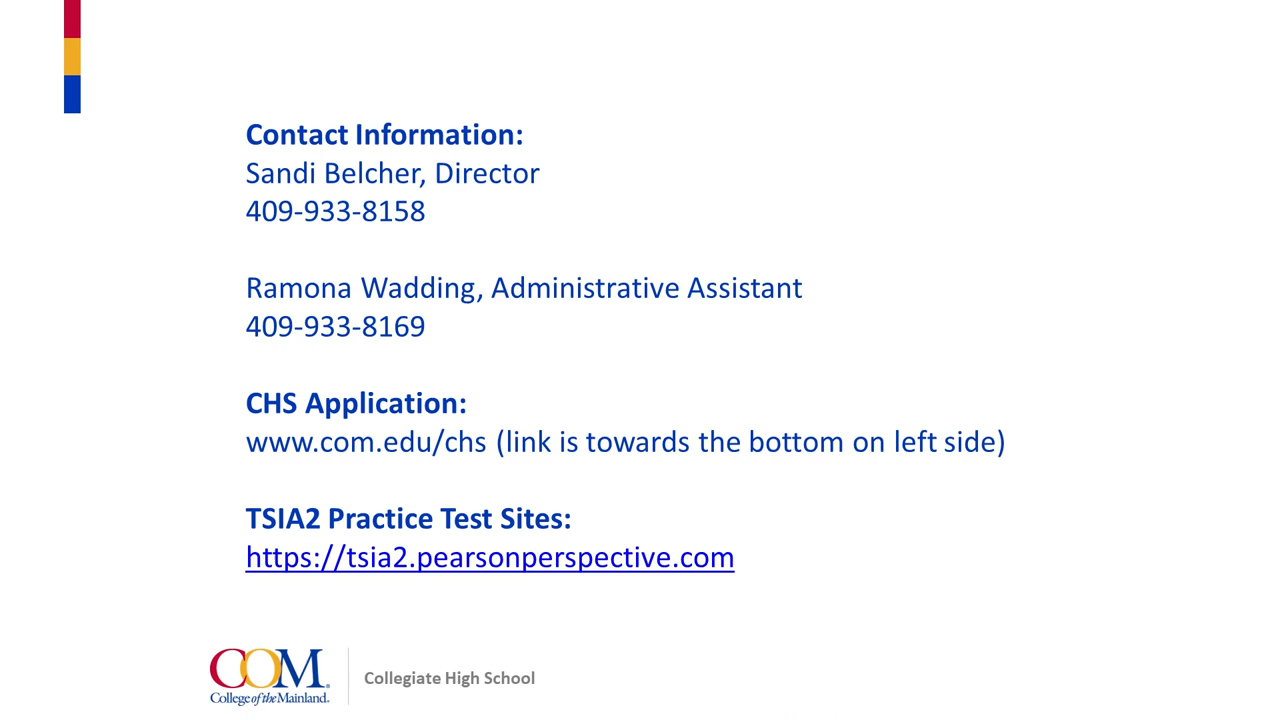 Contact Information:
Sandi Belcher, Director
409-933-8158
Ramona Wadding, Administrative Assistant
409-933-8169
CHS Application:
www.com.edu/chs (link is towards the bottom on left side)
TSIA2 Practice Test Sites:
https://tsia2.pearsonperspective.com
COM®
College of the Mainland®
Collegiate High School